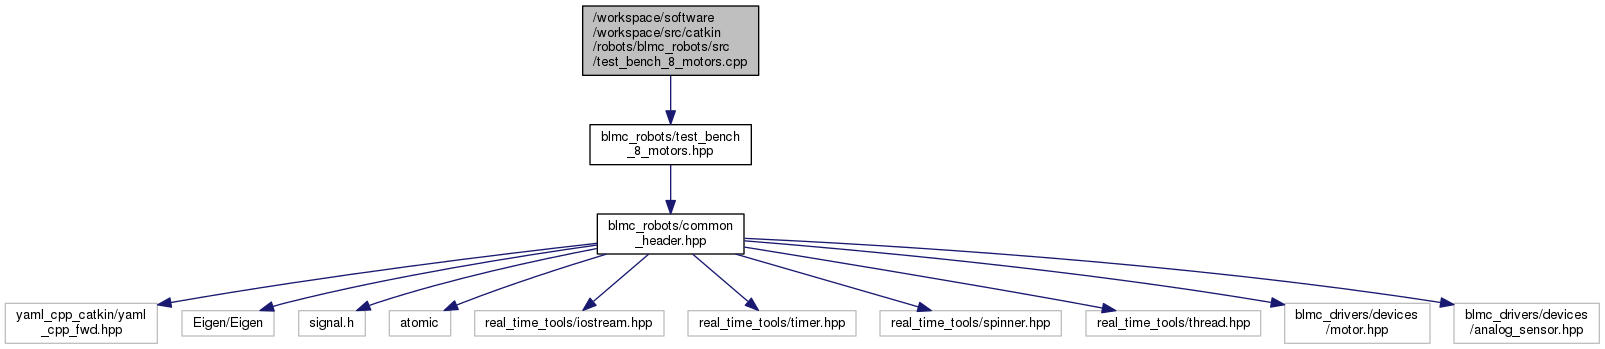 /workspace/software
/workspace/src/catkin
/robots/blmc_robots/src
/test_bench_8_motors.cpp
blmc_robots/test_bench
_8_motors.hpp
blmc_robots/common
_header.hpp
yaml_cpp_catkin/yaml
_cpp_fwd.hpp
Eigen/Eigen
signal.h
atomic
real_time_tools/iostream.hpp
real_time_tools/timer.hpp
real_time_tools/spinner.hpp
real_time_tools/thread.hpp
blmc_drivers/devices
/motor.hpp
blmc_drivers/devices
/analog_sensor.hpp